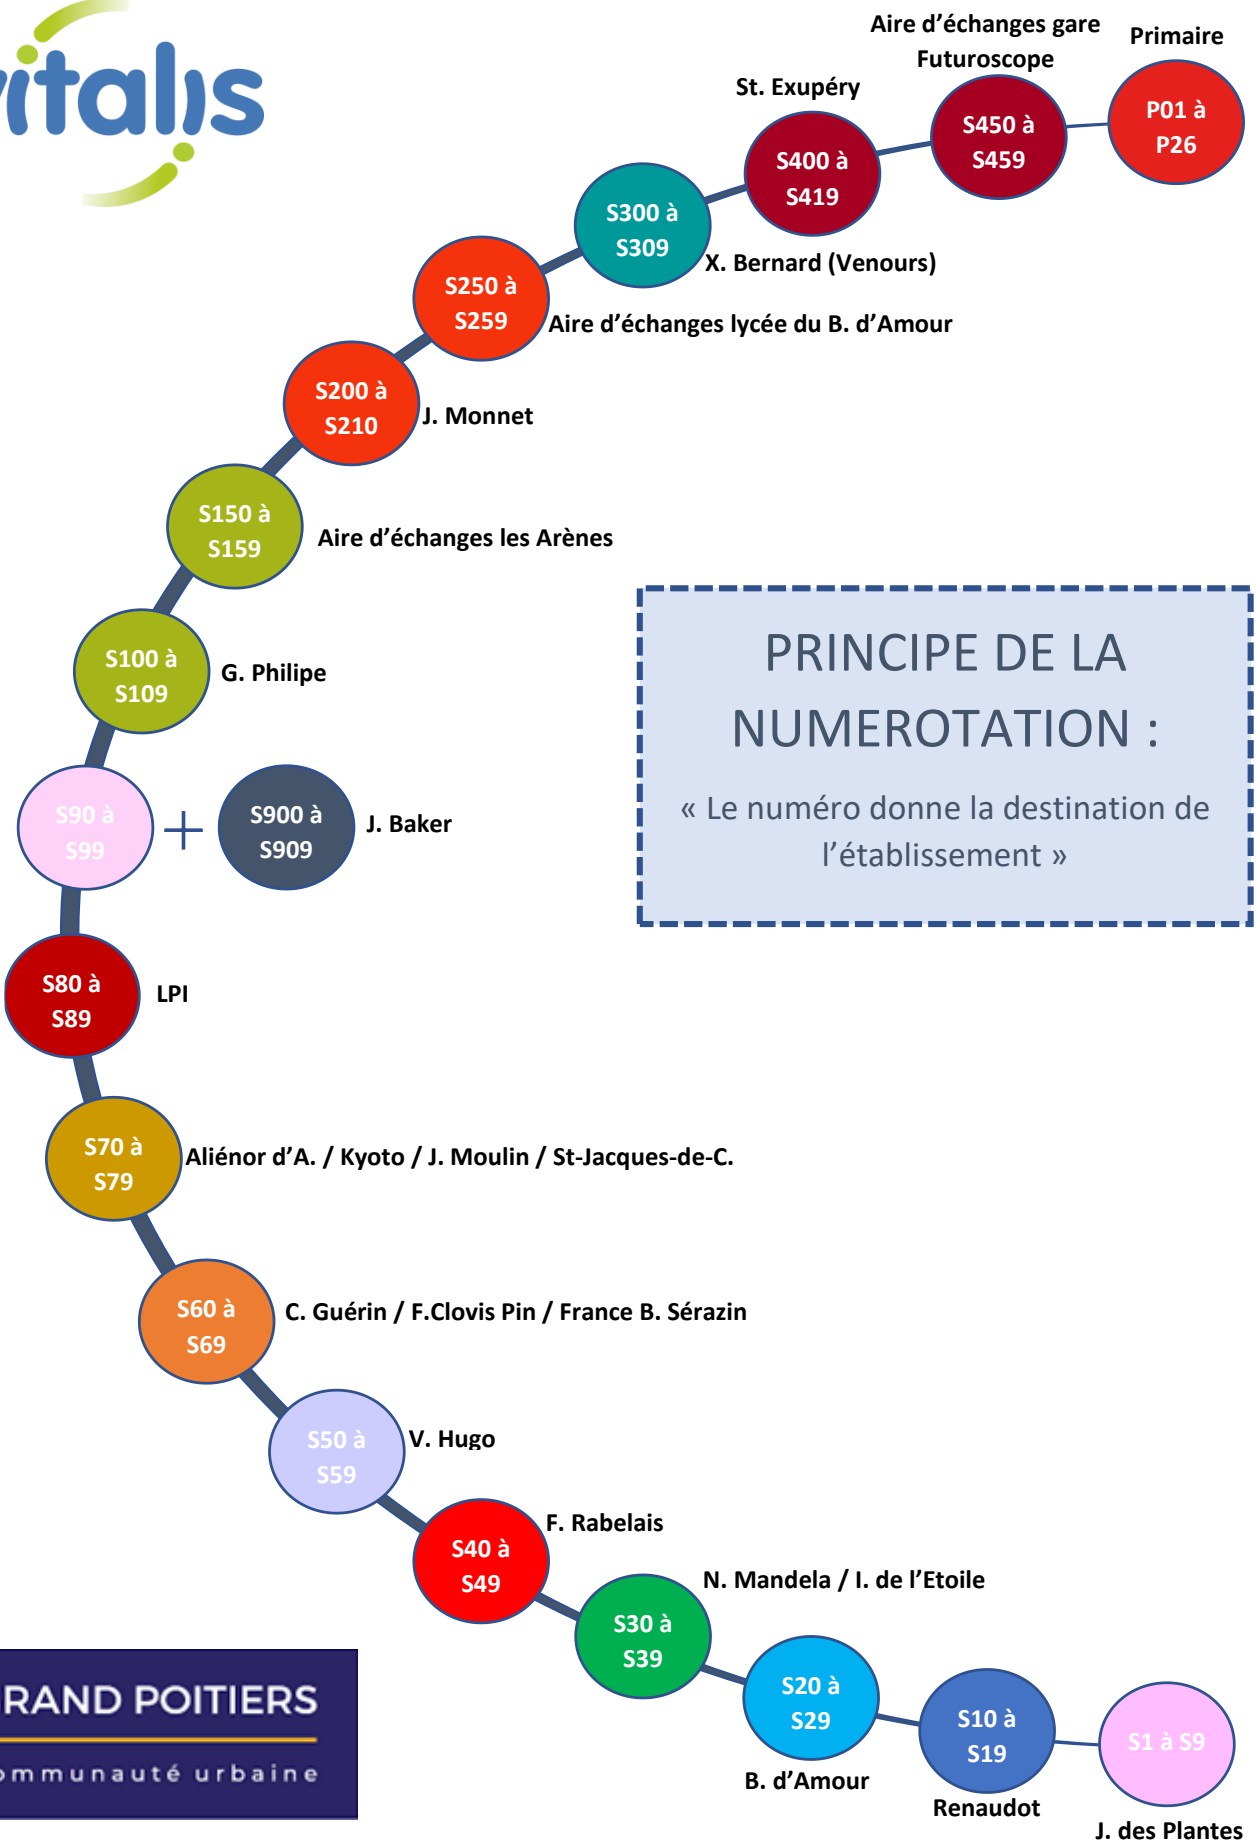 vitalis
Aire d’échanges gare
Futuroscope
Primaire
P01 à
P26
S450 à
S459
St. Exupéry
S400 à
S419
S300 à
S309
X. Bernard (Venours)
S250 à
S259
Aire d’échanges lycée du B. d’Amour
S200 à
S210
J. Monnet
S150 à
S159
Aire d’échanges les Arènes
S100 à
S109
G. Philipe
PRINCIPE DE LA
NUMEROTATION :
« Le numéro donne la destination de
l’établissement »
S90 à
S99
+
S900 à
S909
J. Baker
S80 à
S89
LPI
S70 à
S79
Aliénor d’A. / Kyoto / J. Moulin / St-Jacques-de-C.
S60 à
S69
C. Guérin / F.Clovis Pin / France B. Sérazin
S50 à
S59
V. Hugo
S40 à
S49
F. Rabelais
S30 à
S39
N. Mandela / I. de l’Etoile
S20 à
S29
B. d’Amour
S10 à
S19
Renaudot
S1 à S9
J. des Plantes
RAND POITIERS
ommunauté urbaine